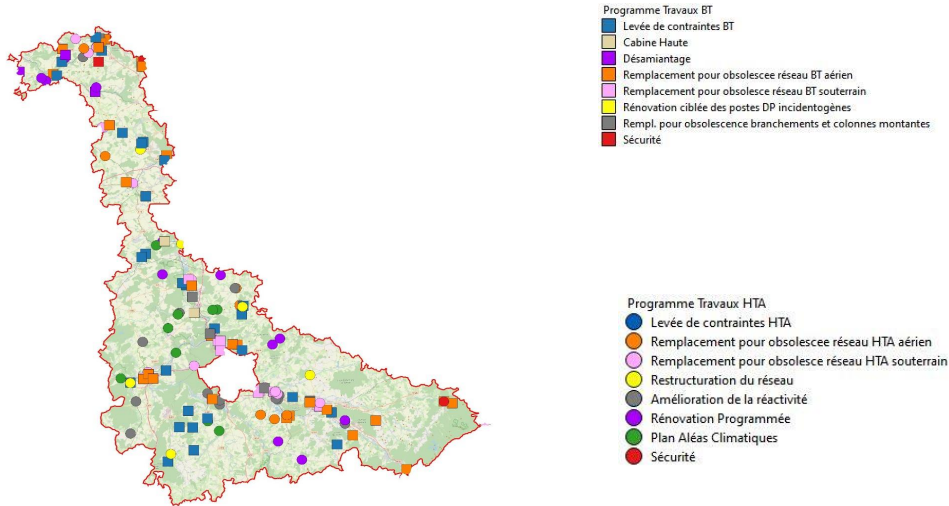 Programme Travaux BT
Levée de contraintes BT
Cabine Haute
Désamiantage
Remplacement pour obsolescee réseau BT aérien
Remplacement pour obsolesce réseau BT souterrain
Rénovation ciblée des postes DP incidentogènes
Rempl. pour obsolescence branchements et colonnes montantes
Sécurité
Programme Travaux HTA
Levée de contraintes HTA
Remplacement pour obsolescee réseau HTA aérien
Remplacement pour obsolesce réseau HTA souterrain
Restructuration du réseau
Amélioration de la réactivité
Rénovation Programmée
Plan Aléas Climatiques
Sécurité